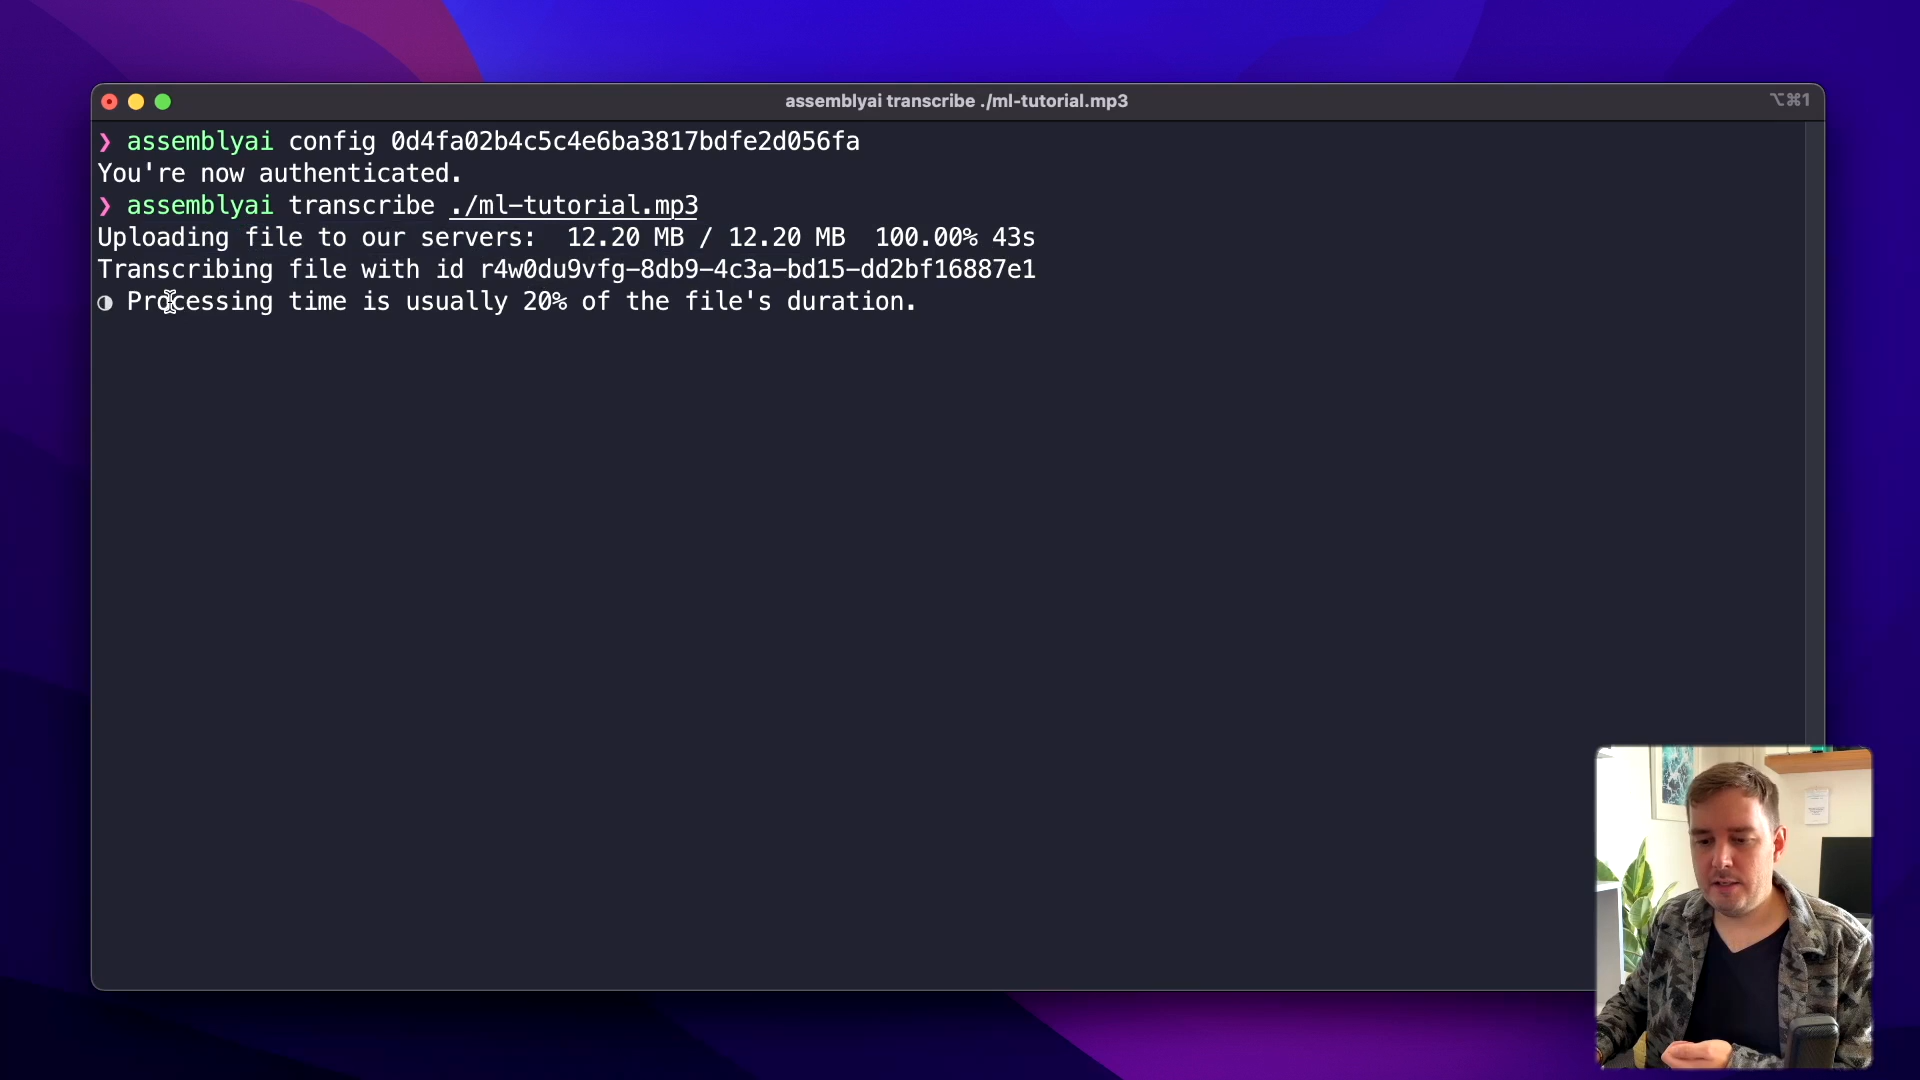 assemblyai transcribe ./ml-tutorial.mp3
⌥⌘1
❯ assemblyai config 0d4fa02b4c5c4e6ba3817bdfe2d056fa
You're now authenticated.
❯ assemblyai transcribe ./ml-tutorial.mp3
Uploading file to our servers:  12.20 MB / 12.20 MB  100.00% 43s
Transcribing file with id r4w0du9vfg-8db9-4c3a-bd15-dd2bf16887e1
◑ Processing time is usually 20% of the file's duration.